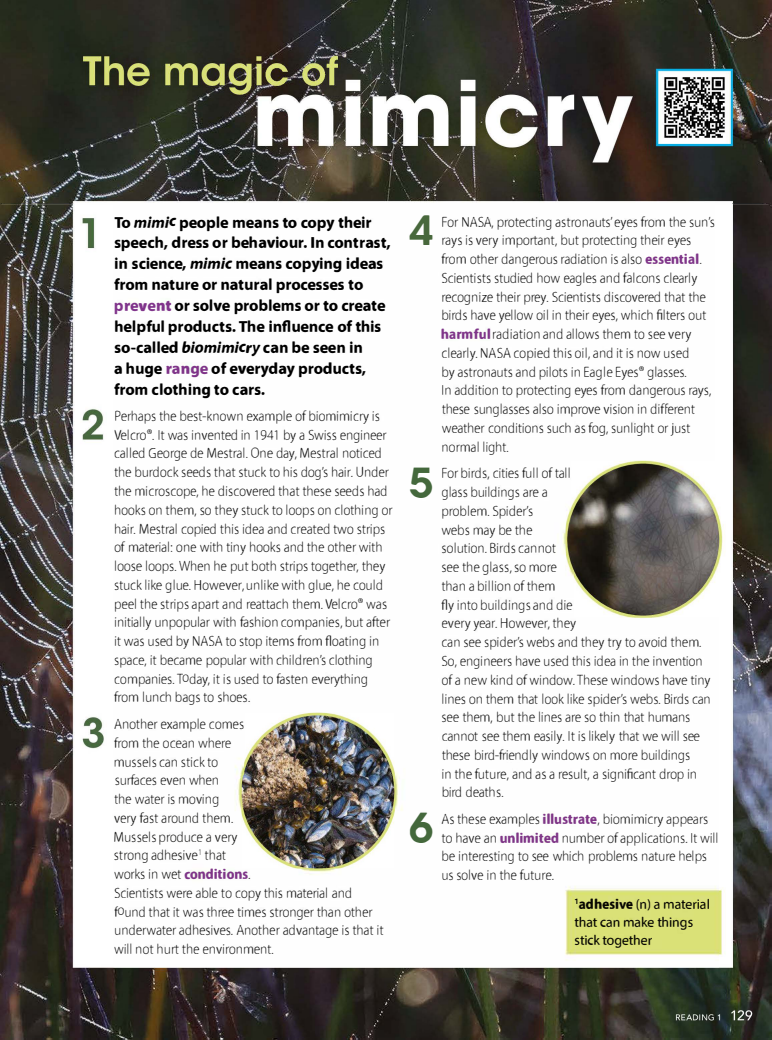 The magic of
mimicry
1
To mimic people means to copy their
speech, dress or behaviour. In contrast,
in science, mimic means copying ideas
from nature or natural processes to
prevent or solve problems or to create
helpful products. The influence of this
so-called biomimicry can be seen in
a huge range of everyday products,
from clothing to cars.
2
Perhaps the best-known example of biomimicry is
Velcro®. It was invented in 1941 by a Swiss engineer
called George de Mestral. One day, Mestral noticed
the burdock seeds that stuck to his dog's hair. Under
the microscope, he discovered that these seeds had
hooks on them, so they stuck to loops on clothing or
hair. Mestral copied this idea and created two strips
of material: one with tiny hooks and the other with
loose loops. When he put both strips together, they
stuck like glue. However, unlike with glue, he could
peel the strips apart and reattach them. Velcro® was
initially unpopular with fashion companies, but after
it was used by NASA to stop items from floating in
space, it became popular with children's clothing
companies. Today, it is used to fasten everything
from lunch bags to shoes.
3
Another example comes
from the ocean where
mussels can stick to
surfaces even when
the water is moving
very fast around them.
Mussels produce a very
strong adhesive¹ that
works in wet conditions.
Scientists were able to copy this material and
found that it was three times stronger than other
underwater adhesives. Another advantage is that it
will not hurt the environment.
4
For NASA, protecting astronauts' eyes from the sun's
rays is very important, but protecting their eyes
from other dangerous radiation is also essential.
Scientists studied how eagles and falcons clearly
recognize their prey. Scientists discovered that the
birds have yellow oil in their eyes, which filters out
harmful radiation and allows them to see very
clearly. NASA copied this oil, and it is now used
by astronauts and pilots in Eagle Eyes® glasses.
In addition to protecting eyes from dangerous rays,
these sunglasses also improve vision in different
weather conditions such as fog, sunlight or just
normal light.
5
For birds, cities full of tall
glass buildings are a
problem. Spider's
webs may be the
solution. Birds cannot
see the glass, so more
than a billion of them
fly into buildings and die
every year. However, they
can see spider's webs and they try to avoid them.
So, engineers have used this idea in the invention
of a new kind of window. These windows have tiny
lines on them that look like spider's webs. Birds can
see them, but the lines are so thin that humans
cannot see them easily. It is likely that we will see
these bird-friendly windows on more buildings
in the future, and as a result, a significant drop in
bird deaths.
6
As these examples illustrate, biomimicry appears
to have an unlimited number of applications. It will
be interesting to see which problems nature helps
us solve in the future.
¹adhesive (n) a material
that can make things
stick together
READING 1 129